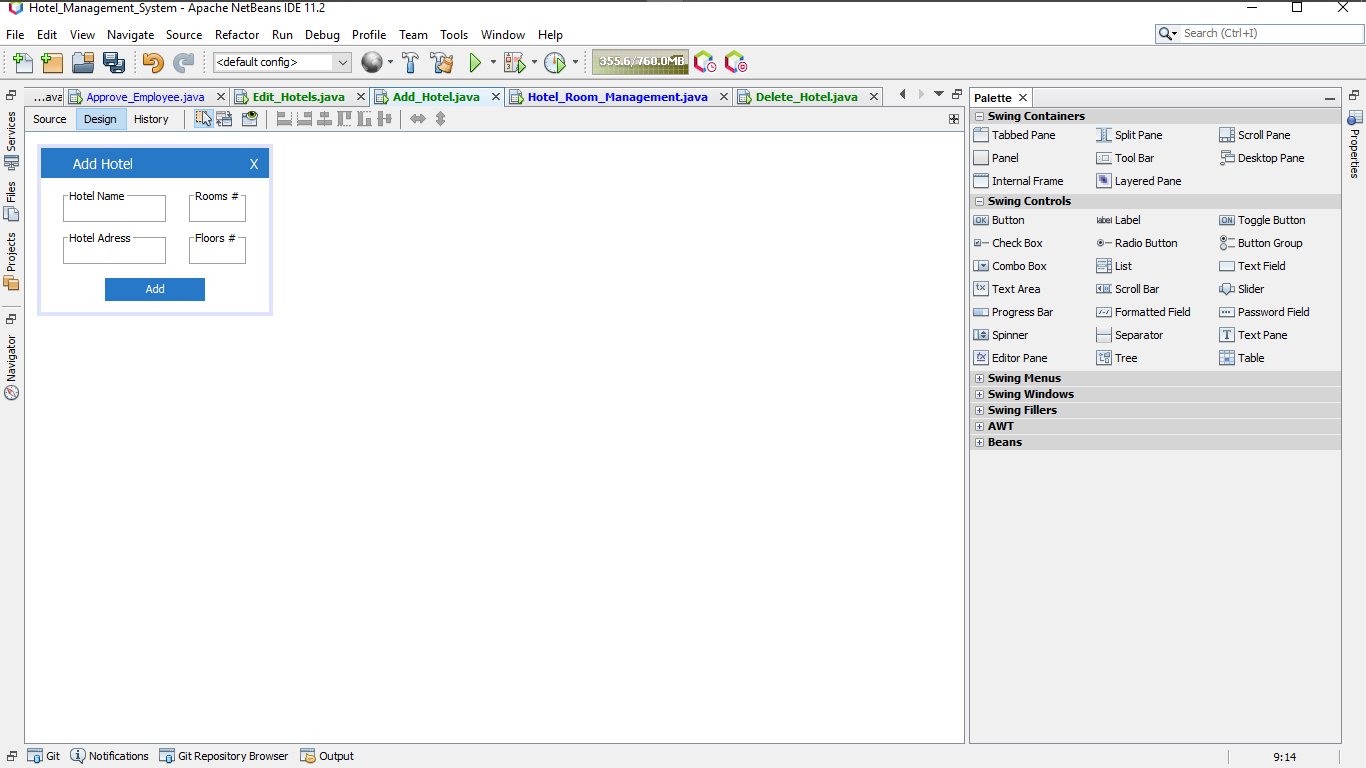 Hotel_Management_System - Apache NetBeans IDE 11.2
File Edit View Navigate Source Refactor Run Debug Profile Team Tools Window Help
Search (Ctrl+I)
<default config>
355.6/760.0MB
...ava Approve_Employee.java Edit_Hotels.java Add_Hotel.java Hotel_Room_Management.java Delete_Hotel.java
Source Design History
Services
Files
Projects
Navigator
Add Hotel X
Hotel Name Rooms #
Hotel Adress Floors #
Add
Palette
Swing Containers
Tabbed Pane Split Pane Scroll Pane
Panel Tool Bar Desktop Pane
Internal Frame Layered Pane
Swing Controls
Button Label Toggle Button
Check Box Radio Button Button Group
Combo Box List Text Field
Text Area Scroll Bar Slider
Progress Bar Formatted Field Password Field
Spinner Separator Text Pane
Editor Pane Tree Table
Swing Menus
Swing Windows
Swing Fillers
AWT
Beans
Properties
Git Notifications Git Repository Browser Output
9:14